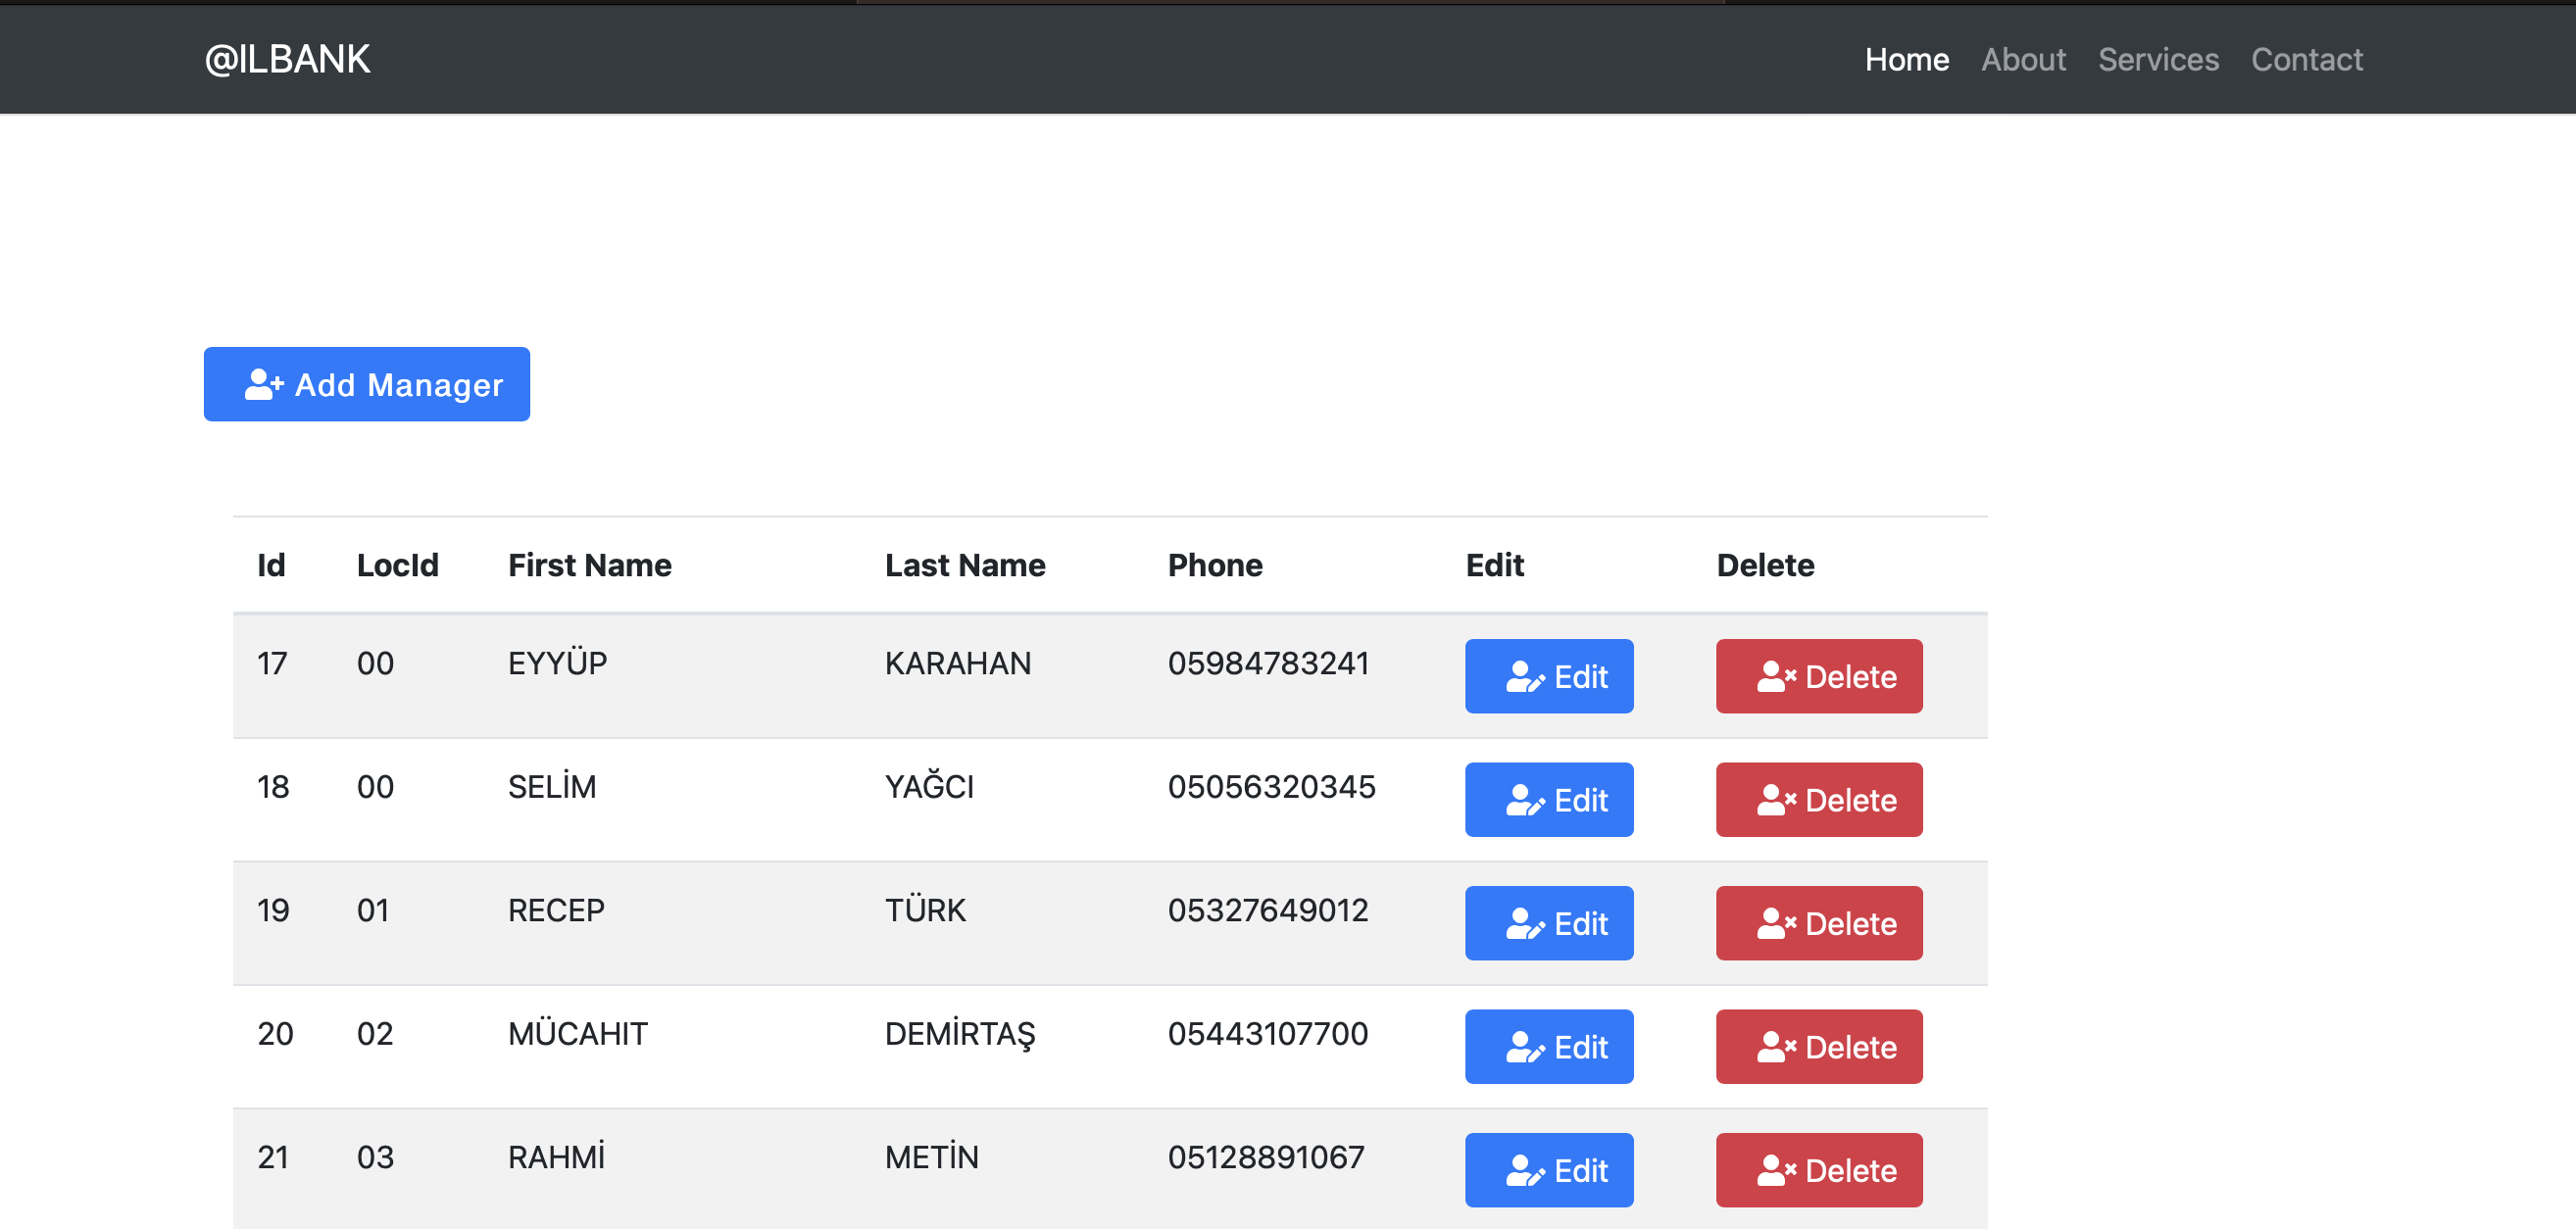 @ILBANK Home About Services Contact
Add Manager
Id LocId First Name Last Name Phone Edit Delete
17 00 EYYÜP KARAHAN 05984783241 Edit Delete
18 00 SELİM YAĞCI 05056320345 Edit Delete
19 01 RECEP TÜRK 05327649012 Edit Delete
20 02 MÜCAHIT DEMİRTAŞ 05443107700 Edit Delete
21 03 RAHMİ METİN 05128891067 Edit Delete